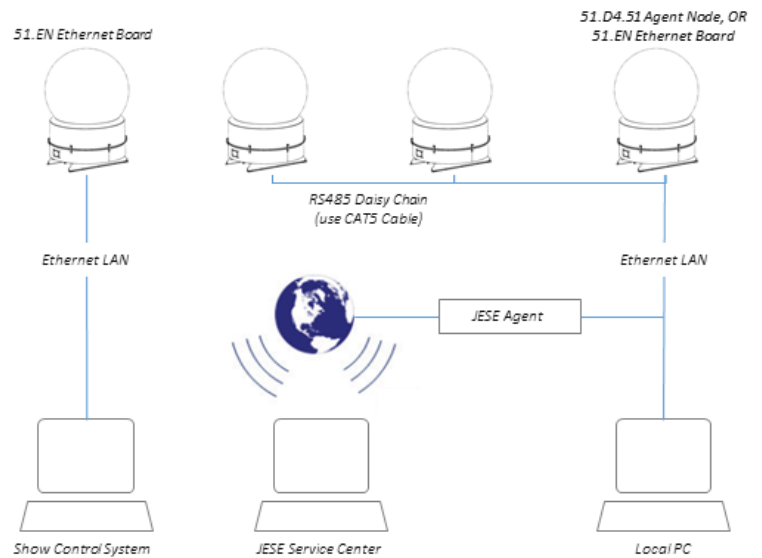 51.EN Ethernet Board
51.D4.51 Agent Node, OR
51.EN Ethernet Board
RS485 Daisy Chain
(use CAT5 Cable)
Ethernet LAN
Ethernet LAN
JESE Agent
Show Control System
JESE Service Center
Local PC